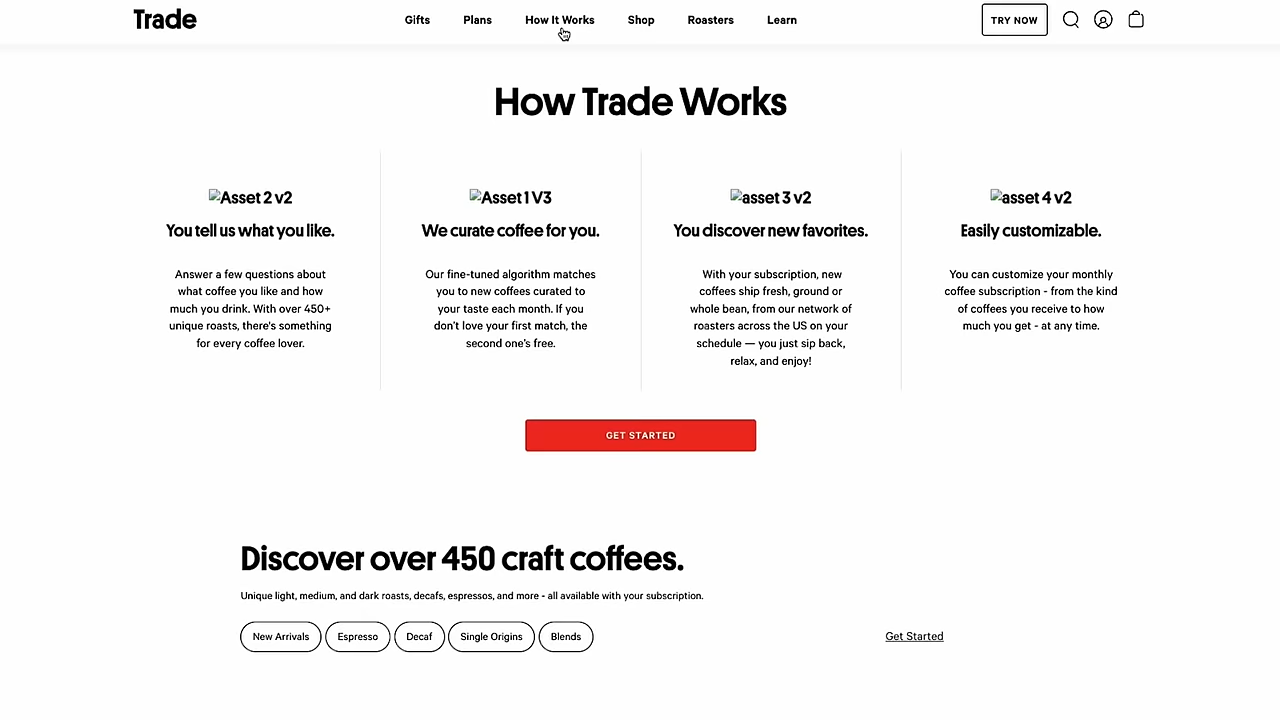 Trade
Gifts
Plans
How It Works
Shop
Roasters
Learn
TRY NOW
How Trade Works
Asset 2 v2
You tell us what you like.
Answer a few questions about
what coffee you like and how
much you drink. With over 450+
unique roasts, there's something
for every coffee lover.
Asset 1 V3
We curate coffee for you.
Our fine-tuned algorithm matches
you to new coffees curated to
your taste each month. If you
don't love your first match, the
second one's free.
asset 3 v2
You discover new favorites.
With your subscription, new
coffees ship fresh, ground or
whole bean, from our network of
roasters across the US on your
schedule — you just sip back,
relax, and enjoy!
asset 4 v2
Easily customizable.
You can customize your monthly
coffee subscription - from the kind
of coffees you receive to how
much you get - at any time.
GET STARTED
Discover over 450 craft coffees.
Unique light, medium, and dark roasts, decafs, espressos, and more - all available with your subscription.
New Arrivals
Espresso
Decaf
Single Origins
Blends
Get Started